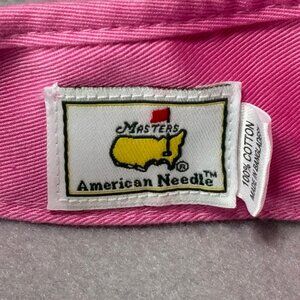 Masters
®
American Needle™
100% COTTON
MADE IN BANGLADESH